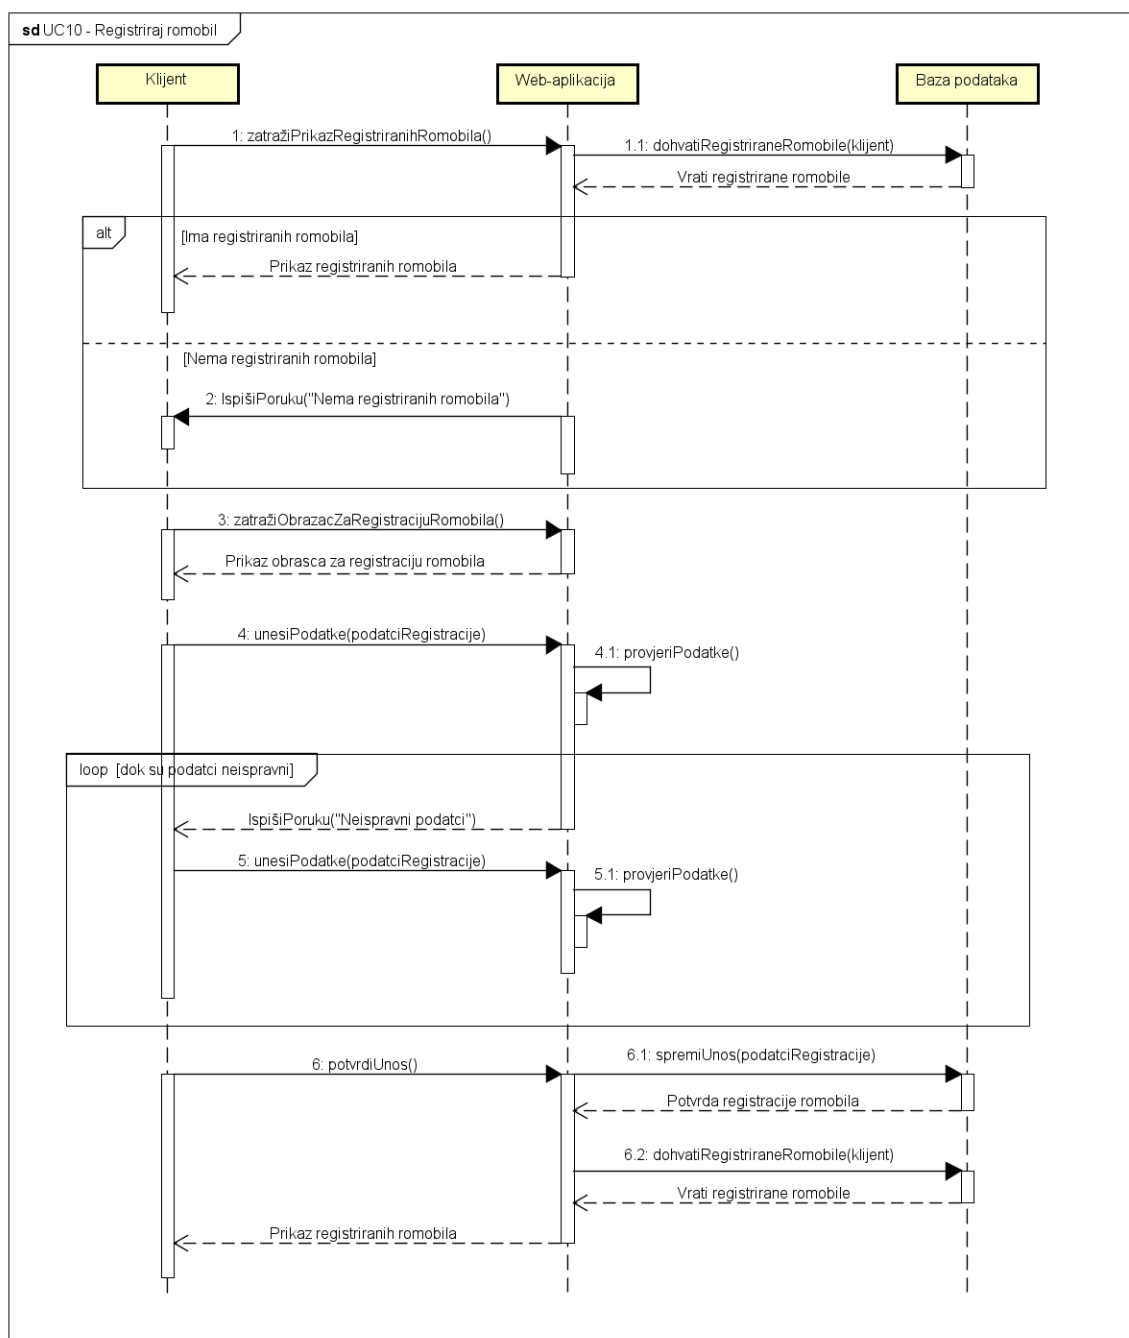 sd UC10 - Registriraj romobil
Klijent
Web-aplikacija
Baza podataka
1: zatražiPrikazRegistriranihRomobila()
1.1: dohvatiRegistriraneRomobile(klijent)
Vrati registrirane romobile
alt
[Ima registriranih romobila]
Prikaz registriranih romobila
[Nema registriranih romobila]
2: IspišiPoruku("Nema registriranih romobila")
3: zatražiObrazacZaRegistracijuRomobila()
Prikaz obrasca za registraciju romobila
4: unesiPodatke(podatciRegistracije)
4.1: provjeriPodatke()
loop [dok su podatci neispravni]
IspišiPoruku("Neispravni podatci")
5: unesiPodatke(podatciRegistracije)
5.1: provjeriPodatke()
6: potvrdiUnos()
6.1: spremiUnos(podatciRegistracije)
Potvrda registracije romobila
6.2: dohvatiRegistriraneRomobile(klijent)
Vrati registrirane romobile
Prikaz registriranih romobila